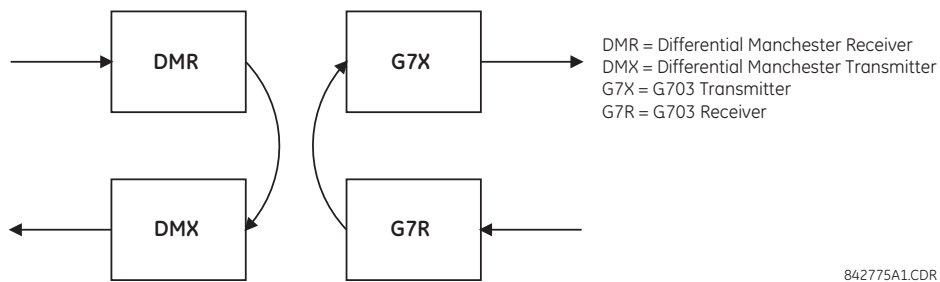 DMR
G7X
DMR = Differential Manchester Receiver
DMX = Differential Manchester Transmitter
G7X = G703 Transmitter
G7R = G703 Receiver
DMX
G7R
842775A1.CDR